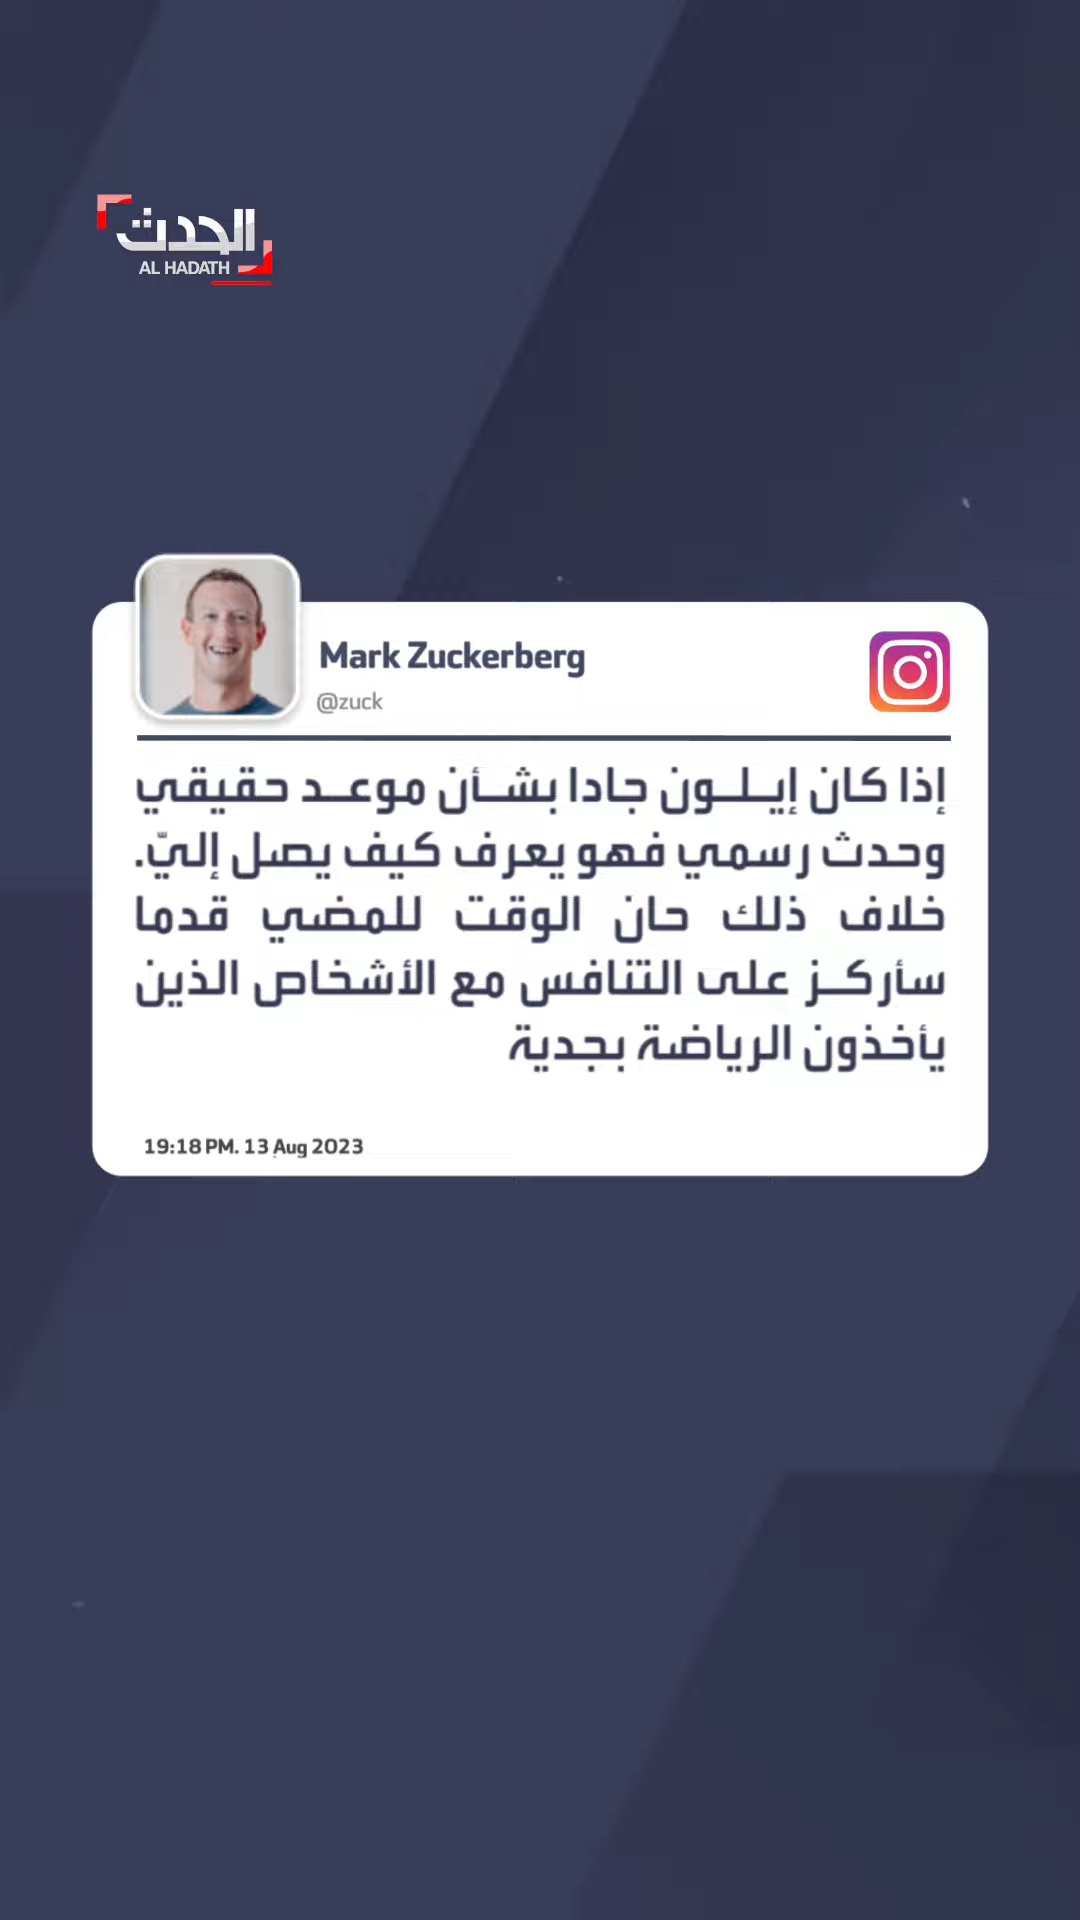 الحدث
AL HADATH
Mark Zuckerberg
@zuck
إذا كان إيـلـون جادا بشـأن موعـد حقيقي
وحدث رسمي فهو يعرف كيف يصل إليّ.
خلاف ذلك حان الوقت للمضي قدما
سأركـز على التنافس مع الأشخاص الذين
يأخذون الرياضة بجدية
19:18 PM. 13 Aug 2023